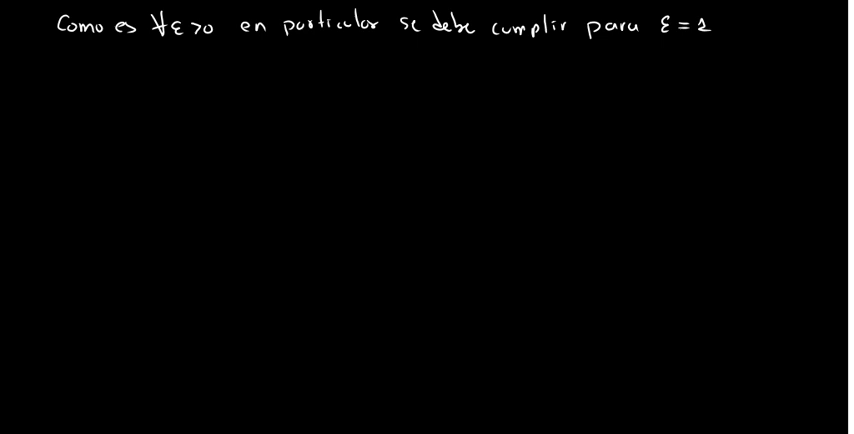 Como es ∀ε>0 en particular se debe cumplir para ε=1